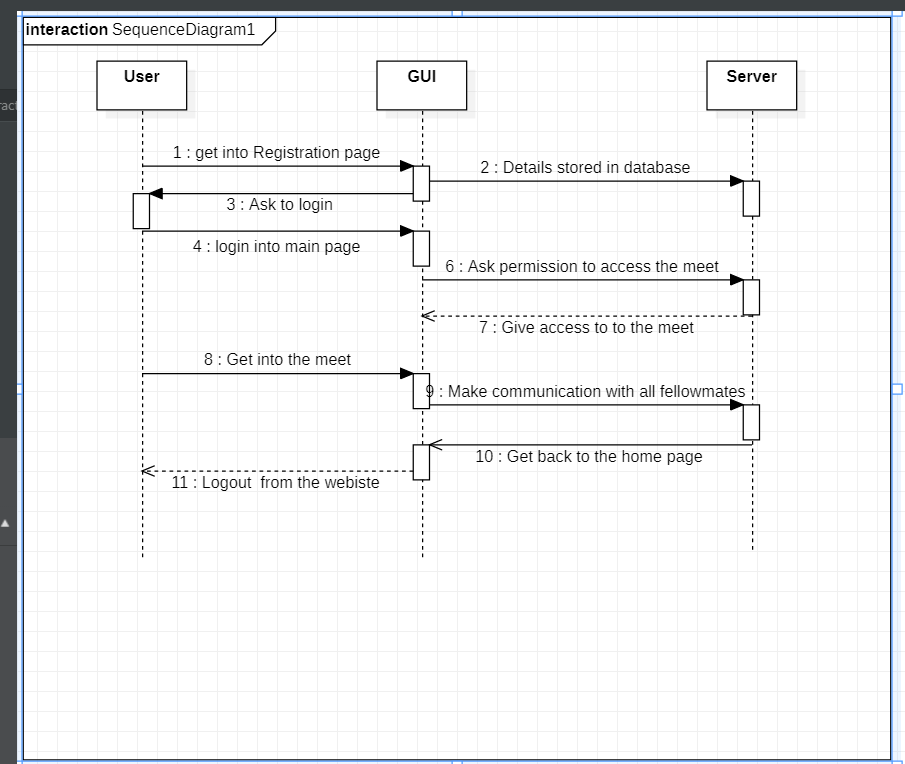 interaction SequenceDiagram1
User
GUI
Server
ract
1 : get into Registration page
2 : Details stored in database
3 : Ask to login
4 : login into main page
6 : Ask permission to access the meet
7 : Give access to to the meet
8 : Get into the meet
9 : Make communication with all fellowmates
10 : Get back to the home page
11 : Logout  from the webiste